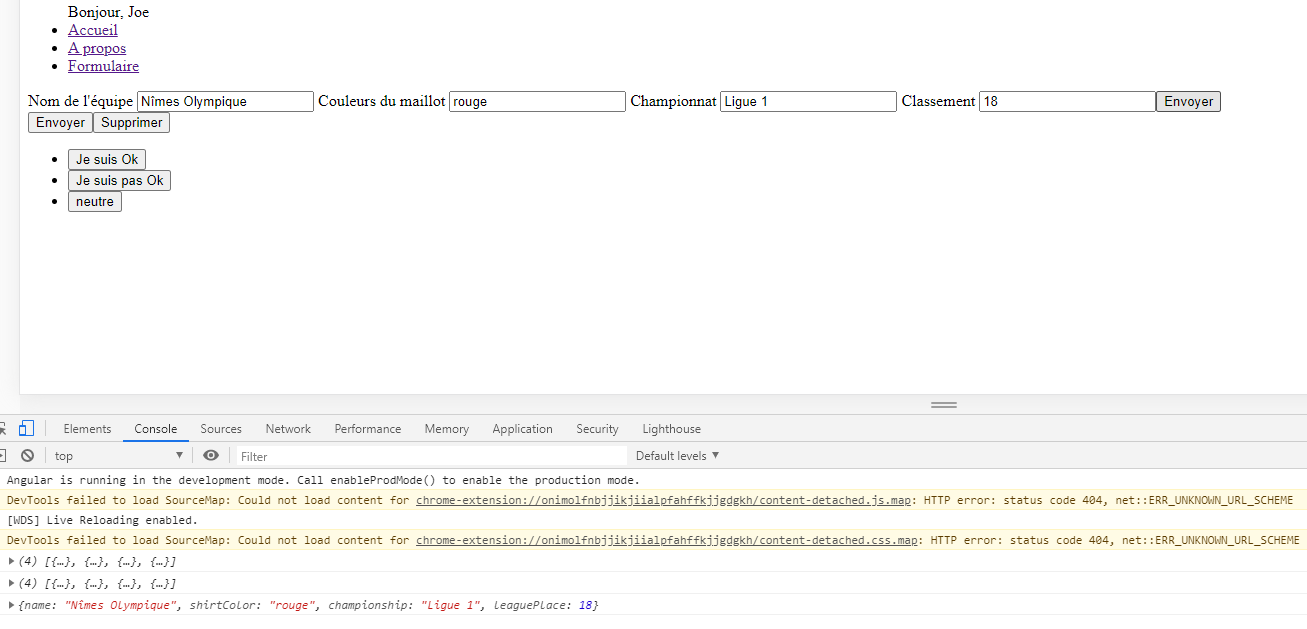 Bonjour, Joe
Accueil
A propos
Formulaire
Nom de l'équipe Nîmes Olympique Couleurs du maillot rouge Championnat Ligue 1 Classement 18 Envoyer
Envoyer Supprimer
Je suis Ok
Je suis pas Ok
neutre
Elements Console Sources Network Performance Memory Application Security Lighthouse
top Filter Default levels
Angular is running in the development mode. Call enableProdMode() to enable the production mode.
DevTools failed to load SourceMap: Could not load content for chrome-extension://onimolfnbjjikjiialpfahffkjjgdgkh/content-detached.js.map: HTTP error: status code 404, net::ERR_UNKNOWN_URL_SCHEME
[WDS] Live Reloading enabled.
DevTools failed to load SourceMap: Could not load content for chrome-extension://onimolfnbjjikjiialpfahffkjjgdgkh/content-detached.css.map: HTTP error: status code 404, net::ERR_UNKNOWN_URL_SCHEME
(4) [{…}, {…}, {…}, {…}]
(4) [{…}, {…}, {…}, {…}]
{name: "Nîmes Olympique", shirtColor: "rouge", championship: "Ligue 1", leaguePlace: 18}